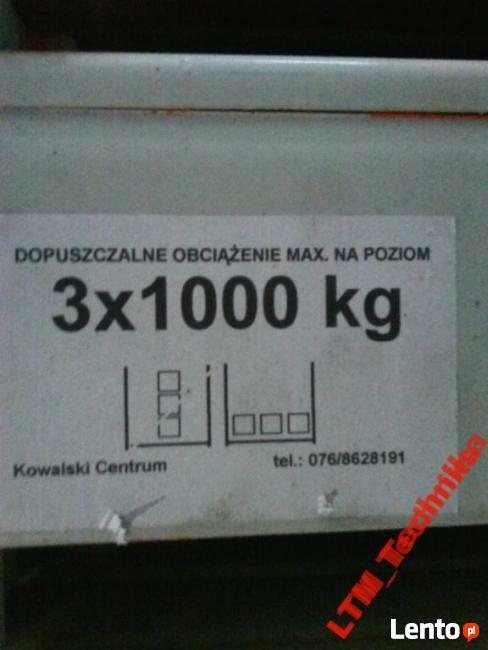 DOPUSZCZALNE OBCIĄŻENIE MAX. NA POZIOM
3x1000 kg
Kowalski Centrum tel.: 076/8628191
LTM_Technika
Lento.pl